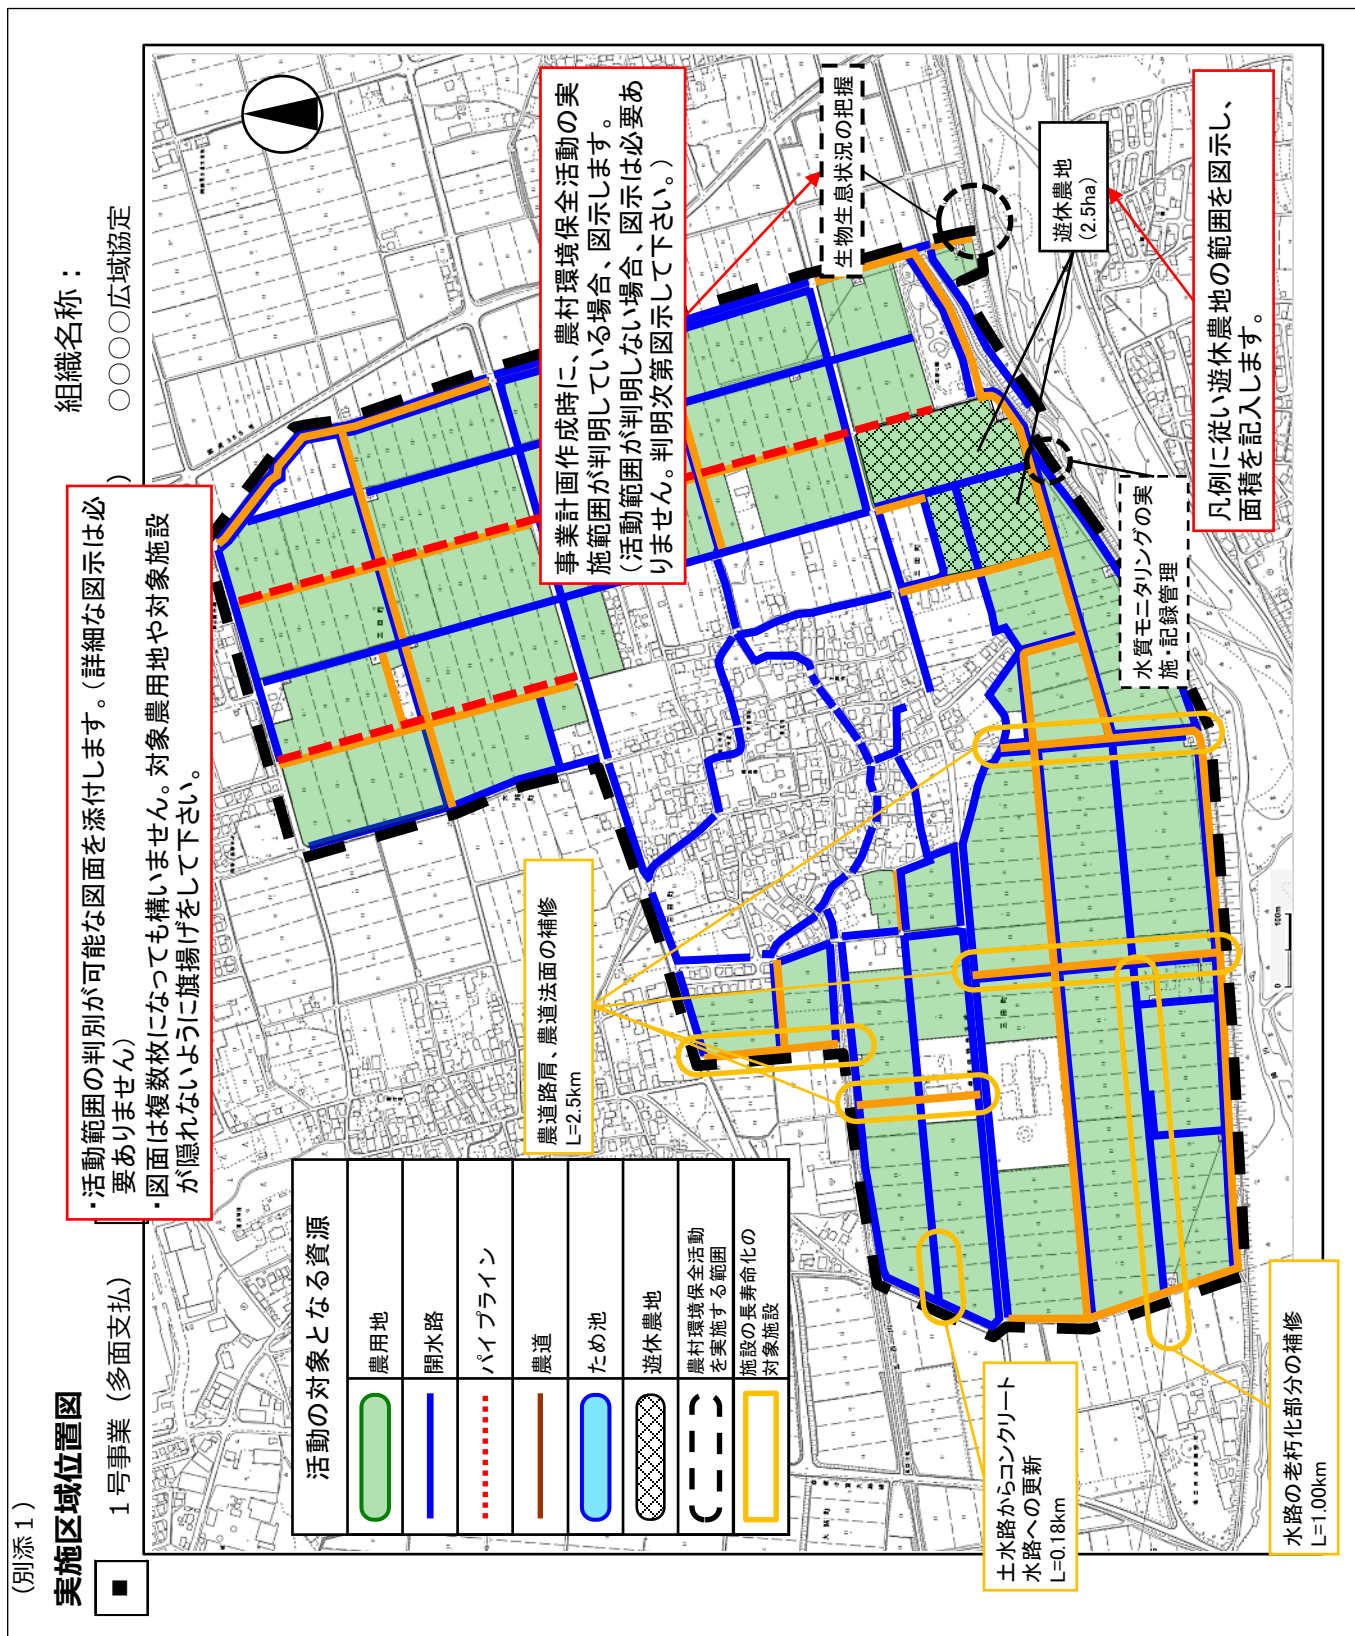 （別添１）
実施区域位置図
■
１号事業（多面支払）
）
組織名称：
○○○○広域協定
・活動範囲の判別が可能な図面を添付します。（詳細な図示は必
要ありません）
・図面は複数枚になっても構いません。対象農用地や対象施設
が隠れないように旗揚げをして下さい。
事業計画作成時に、農村環境保全活動の実
施範囲が判明している場合、図示します。
（活動範囲が判明しない場合、図示は必要あ
りません。判明次第図示して下さい。）
生物生息状況の把握
遊休農地
（2.5ha）
凡例に従い遊休農地の範囲を図示し、
面積を記入します。
水質モニタリングの実
施・記録管理
農道路肩、農道法面の補修
L=2.5km
活動の対象となる資源
農用地
開水路
パイプライン
農道
ため池
遊休農地
農村環境保全活動
を実施する範囲
施設の長寿命化の
対象施設
土水路からコンクリート
水路への更新
L=0.18km
水路の老朽化部分の補修
L=1.00km
三田町
三田町
三田町
0
100m